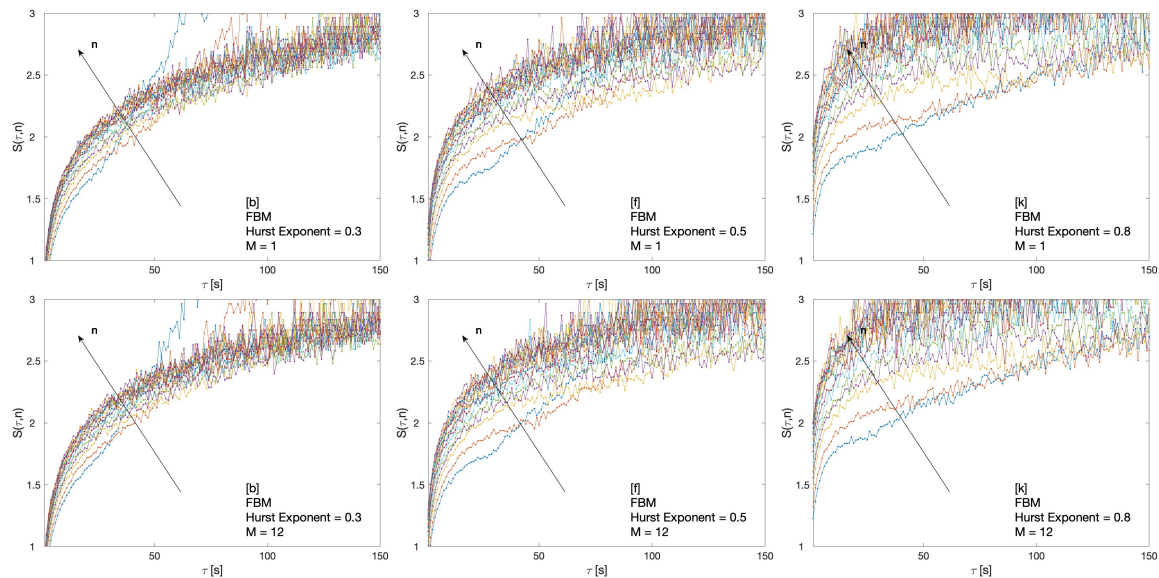 3
2.5
2
1.5
1
S(τ,n)
n
[b]
FBM
Hurst Exponent = 0.3
M = 1
50
100
150
τ [s]
3
2.5
2
1.5
1
S(τ,n)
n
[f]
FBM
Hurst Exponent = 0.5
M = 1
50
100
150
τ [s]
3
2.5
2
1.5
1
S(τ,n)
n
[k]
FBM
Hurst Exponent = 0.8
M = 1
50
100
150
τ [s]
3
2.5
2
1.5
1
S(τ,n)
n
[b]
FBM
Hurst Exponent = 0.3
M = 12
50
100
150
τ [s]
3
2.5
2
1.5
1
S(τ,n)
n
[f]
FBM
Hurst Exponent = 0.5
M = 12
50
100
150
τ [s]
3
2.5
2
1.5
1
S(τ,n)
n
[k]
FBM
Hurst Exponent = 0.8
M = 12
50
100
150
τ [s]